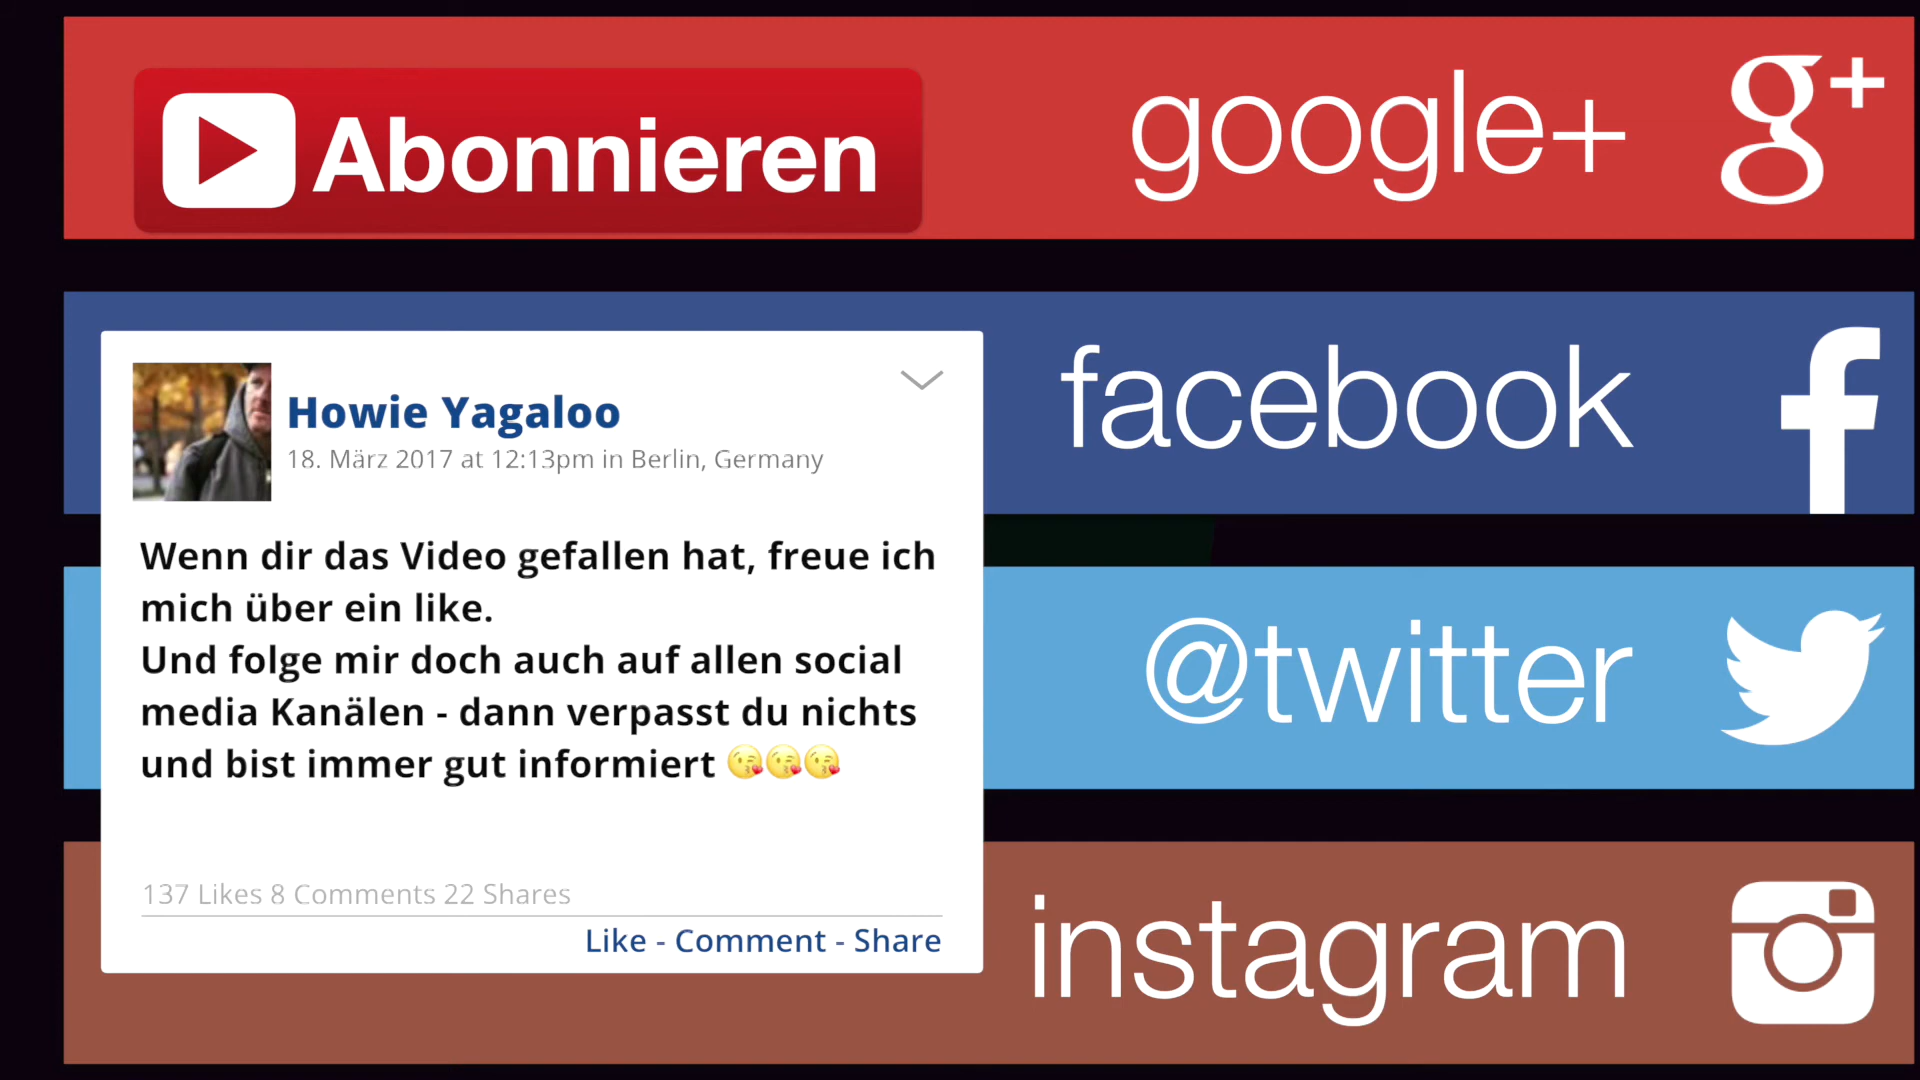 Abonnieren
google+ g+
facebook f
Howie Yagaloo
18. März 2017 at 12:13pm in Berlin, Germany
Wenn dir das Video gefallen hat, freue ich
mich über ein like.
Und folge mir doch auch auf allen social
media Kanälen - dann verpasst du nichts
und bist immer gut informiert 😘😘😘
137 Likes 8 Comments 22 Shares
Like - Comment - Share
@twitter
instagram